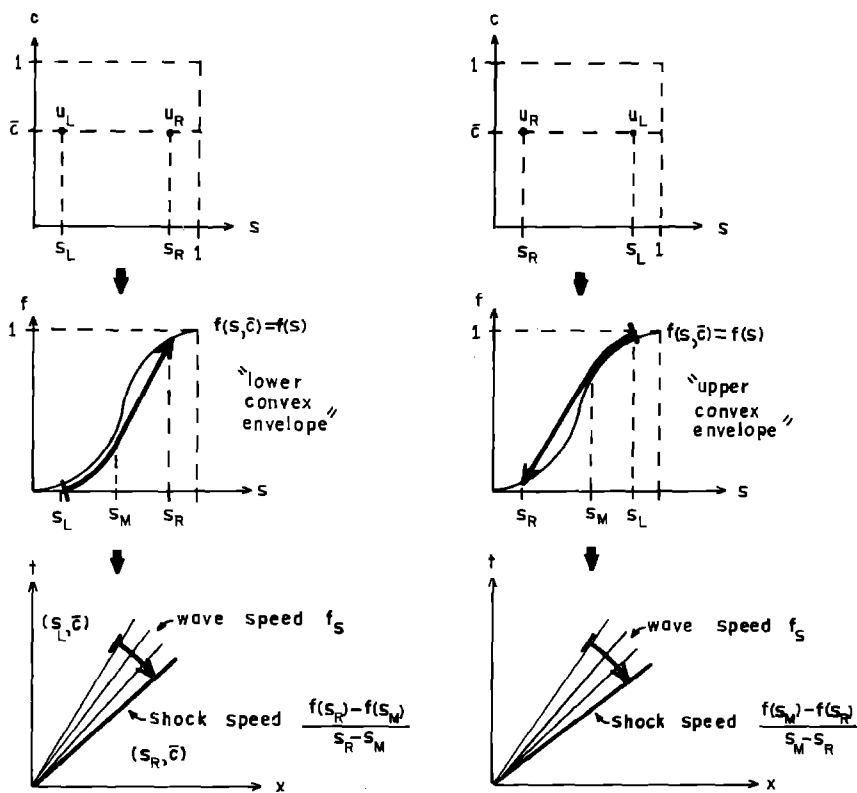 c
1
c̄
u_L
u_R
s_L
s_R
1
s
f
1
f(s,c̄)=f(s)
"lower
convex
envelope"
s_L
s_M
s_R
s
t
(s_L,c̄)
wave speed f_s
shock speed f(s_R)-f(s_M) / s_R-s_M
(s_R,c̄)
x
c
1
c̄
u_R
u_L
s_R
s_L
1
s
f
1
f(s,c̄)=f(s)
"upper
convex
envelope"
s_R
s_M
s_L
s
t
wave speed f_s
shock speed f(s_M)-f(s_R) / s_M-s_R
x